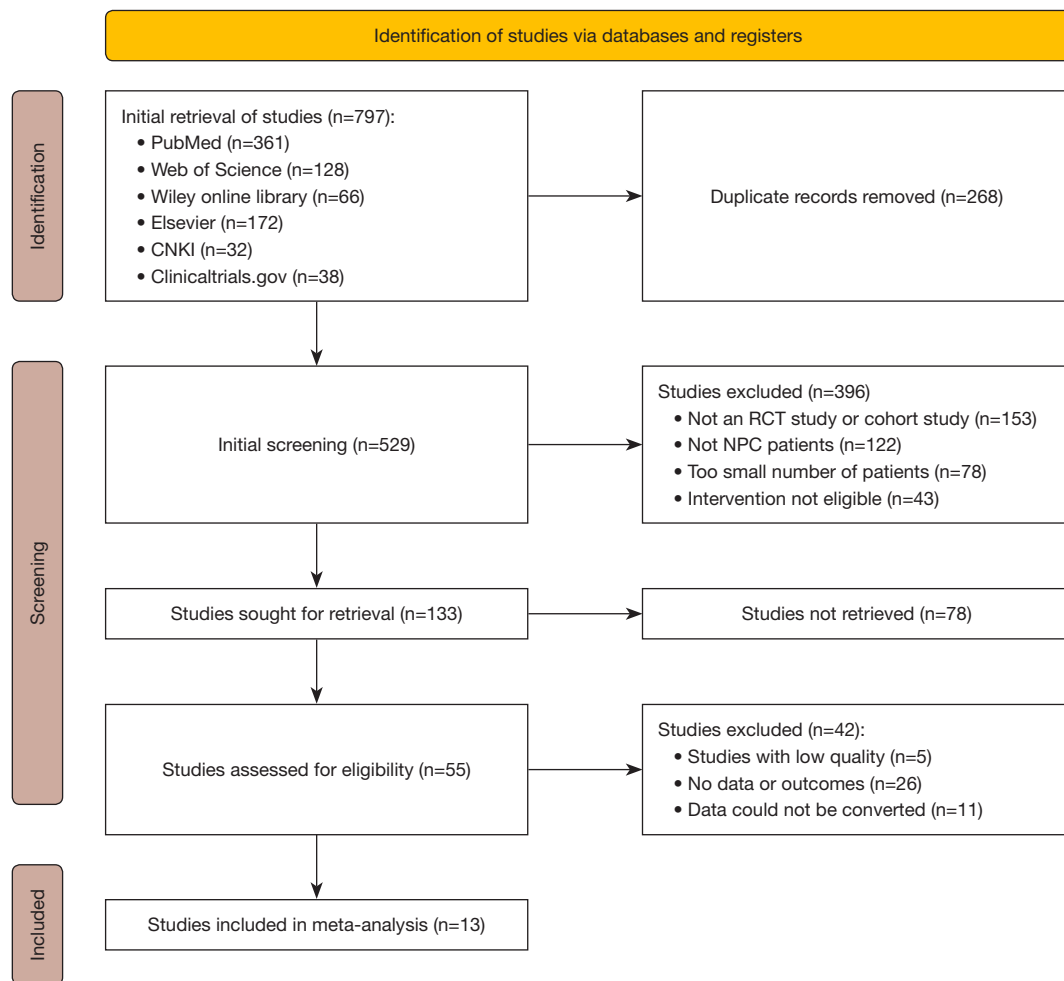 Identification of studies via databases and registers
Identification
Initial retrieval of studies (n=797):
• PubMed (n=361)
• Web of Science (n=128)
• Wiley online library (n=66)
• Elsevier (n=172)
• CNKI (n=32)
• Clinicaltrials.gov (n=38)
Duplicate records removed (n=268)
Screening
Initial screening (n=529)
Studies excluded (n=396)
• Not an RCT study or cohort study (n=153)
• Not NPC patients (n=122)
• Too small number of patients (n=78)
• Intervention not eligible (n=43)
Studies sought for retrieval (n=133)
Studies not retrieved (n=78)
Studies assessed for eligibility (n=55)
Studies excluded (n=42):
• Studies with low quality (n=5)
• No data or outcomes (n=26)
• Data could not be converted (n=11)
Included
Studies included in meta-analysis (n=13)